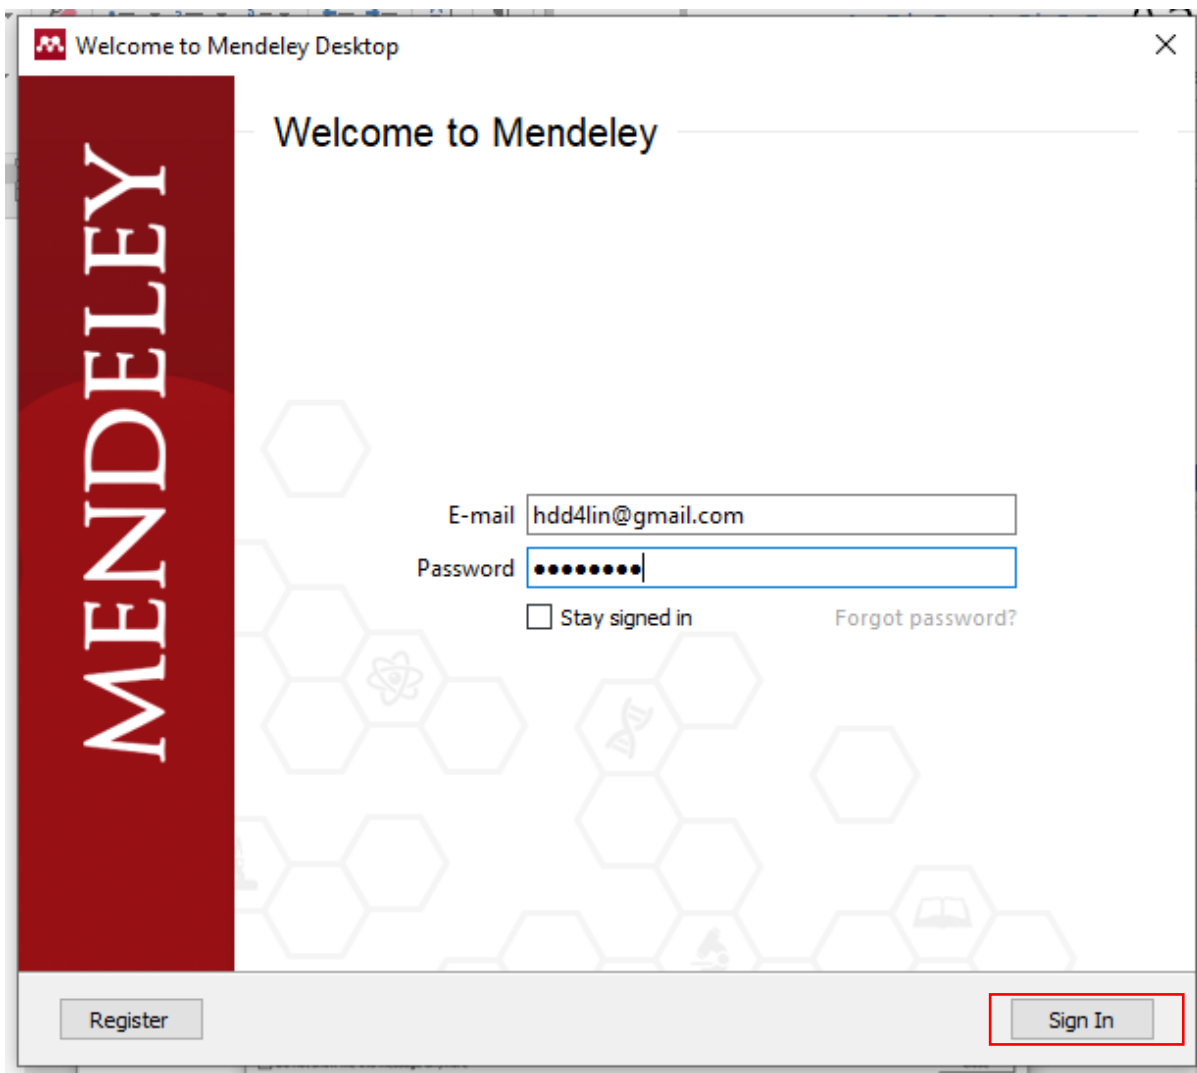 Welcome to Mendeley Desktop
Welcome to Mendeley
MENDELEY
E-mail hdd4lin@gmail.com
Password ●●●●●●●●
Stay signed in Forgot password?
Register Sign In